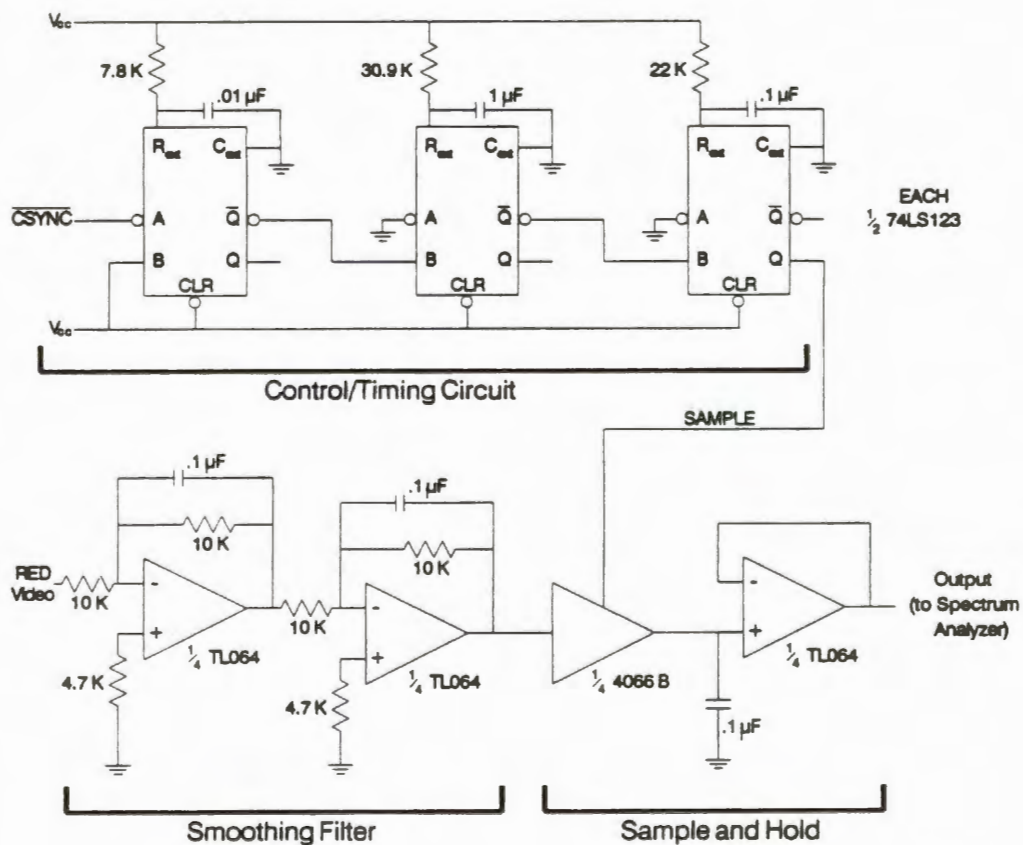 Vcc
7.8 K
30.9 K
22 K
.01 μF
1 μF
.1 μF
Rext Cext
Rext Cext
Rext Cext
CSYNC
A Q̅
A Q̅
A Q̅
EACH
½ 74LS123
B Q
B Q
B Q
CLR
CLR
CLR
Vcc
Control/Timing Circuit
SAMPLE
.1 μF
.1 μF
10 K
10 K
RED
Video
10 K
-
+
10 K
-
+
-
+
Output
(to Spectrum
Analyzer)
¼ TL064
¼ TL064
¼ 4066 B
¼ TL064
4.7 K
4.7 K
.1 μF
Smoothing Filter
Sample and Hold